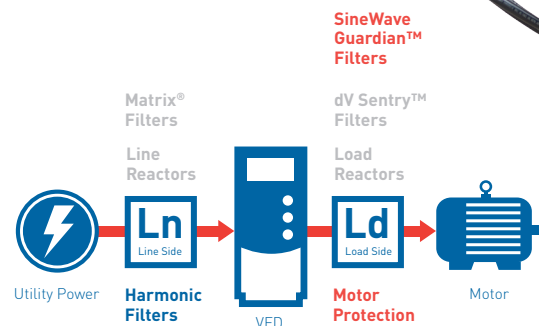 SineWave
Guardian™
Filters
Matrix®
Filters
dV Sentry™
Filters
Line
Reactors
Load
Reactors
Ln
Line Side
Ld
Load Side
Utility Power
Harmonic
Filters
VFD
Motor
Protection
Motor